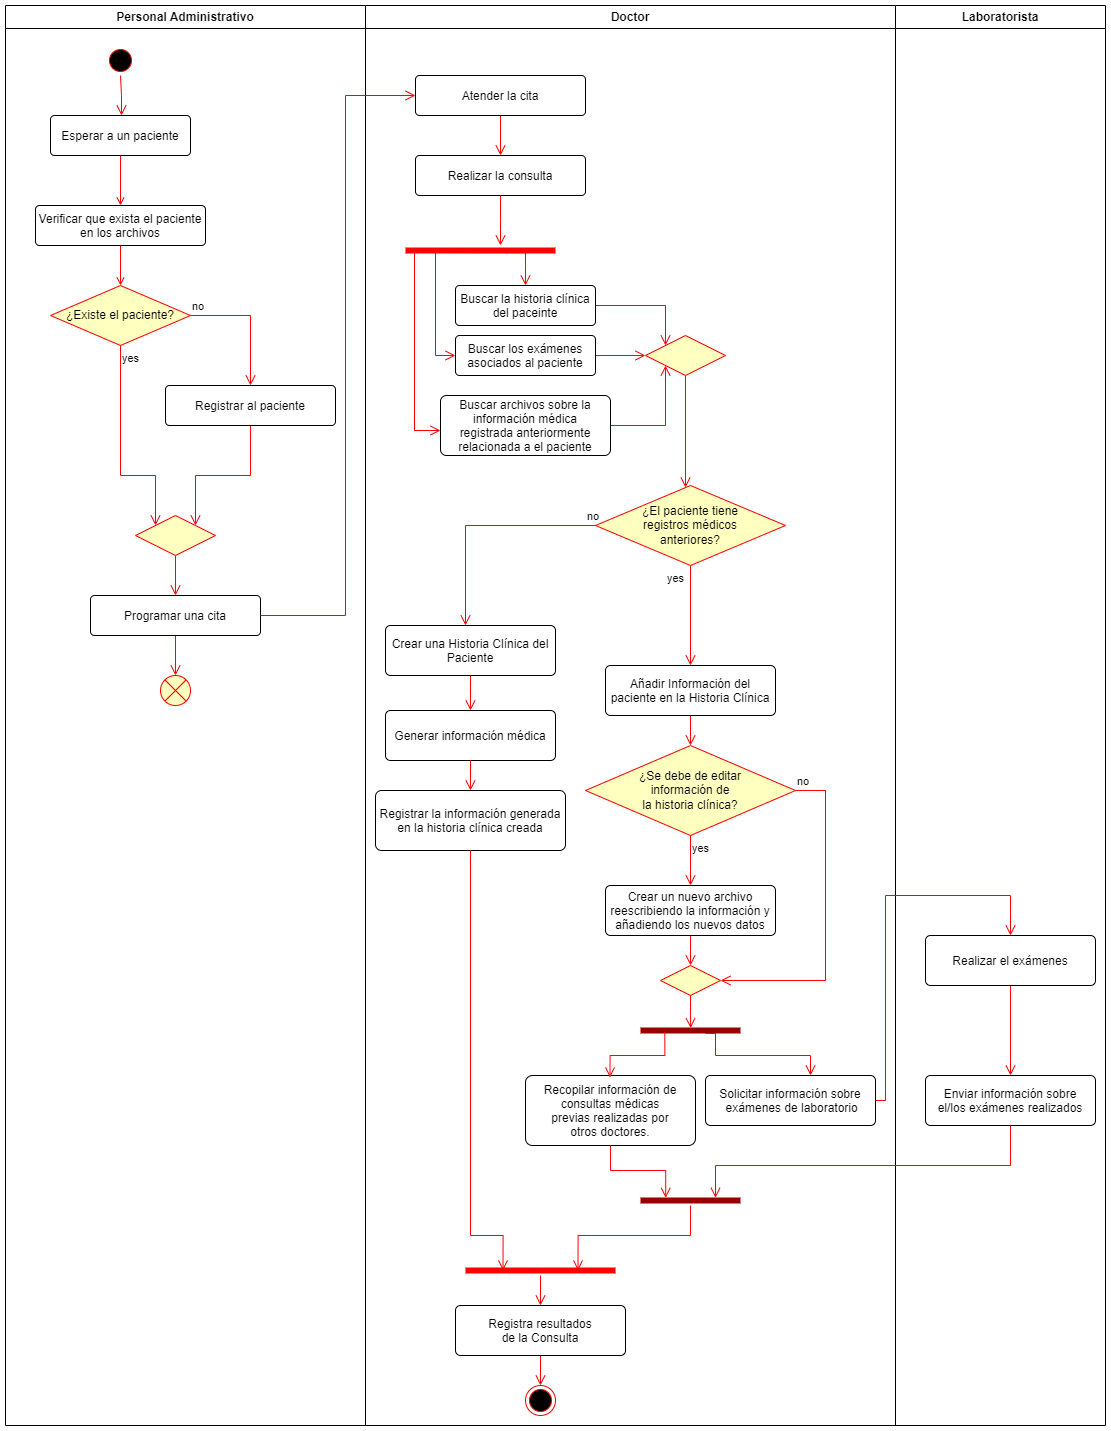 Personal Administrativo
Doctor
Laboratorista
Esperar a un paciente
Verificar que exista el paciente
en los archivos
¿Existe el paciente?
no
yes
Registrar al paciente
Programar una cita
Atender la cita
Realizar la consulta
Buscar la historia clínica
del paceinte
Buscar los exámenes
asociados al paciente
Buscar archivos sobre la
información médica
registrada anteriormente
relacionada a el paciente
¿El paciente tiene
registros médicos
anteriores?
no
yes
Crear una Historia Clínica del
Paciente
Generar información médica
Registrar la información generada
en la historia clínica creada
Añadir Información del
paciente en la Historia Clínica
¿Se debe de editar
información de
la historia clínica?
no
yes
Crear un nuevo archivo
reescribiendo la información y
añadiendo los nuevos datos
Recopilar información de
consultas médicas
previas realizadas por
otros doctores.
Solicitar información sobre
exámenes de laboratorio
Realizar el exámenes
Enviar información sobre
el/los exámenes realizados
Registra resultados
de la Consulta